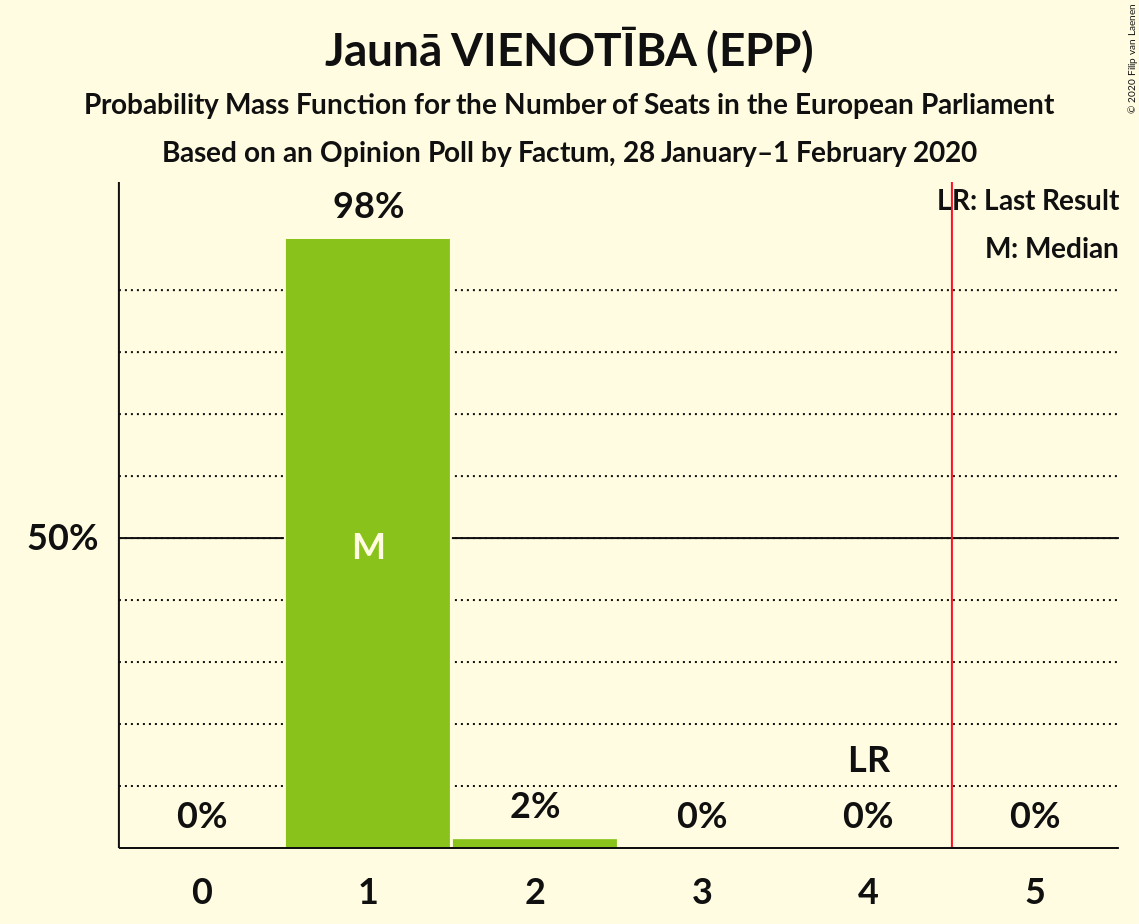 Jaunā VIENOTĪBA (EPP)
Probability Mass Function for the Number of Seats in the European Parliament
Based on an Opinion Poll by Factum, 28 January–1 February 2020
© 2020 Filip van Laenen
LR: Last Result
M: Median
98%
50%
M
LR
0%
2%
0%
0%
0%
0 1 2 3 4 5